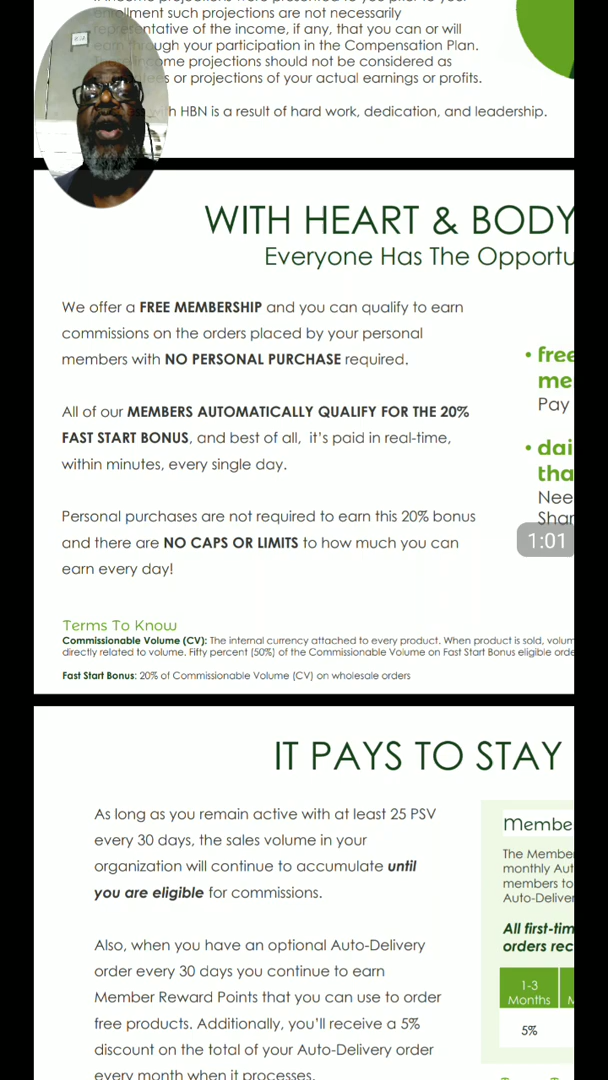 enrollment such projections are not necessarily
representative of the income, if any, that you can or will
earn through your participation in the Compensation Plan.
income projections should not be considered as
or projections of your actual earnings or profits.
with HBN is a result of hard work, dedication, and leadership.
WITH HEART & BODY
Everyone Has The Opportu
We offer a FREE MEMBERSHIP and you can qualify to earn
commissions on the orders placed by your personal
members with NO PERSONAL PURCHASE required.
All of our MEMBERS AUTOMATICALLY QUALIFY FOR THE 20%
FAST START BONUS, and best of all, it's paid in real-time,
within minutes, every single day.
Personal purchases are not required to earn this 20% bonus
and there are NO CAPS OR LIMITS to how much you can
earn every day!
• free
me
Pay
• dai
tha
Nee
Shar
1:01
Terms To Know
Commissionable Volume (CV): The internal currency attached to every product. When product is sold, volum
directly related to volume. Fifty percent (50%) of the Commissionable Volume on Fast Start Bonus eligible orde
Fast Start Bonus: 20% of Commissionable Volume (CV) on wholesale orders
IT PAYS TO STAY
As long as you remain active with at least 25 PSV
every 30 days, the sales volume in your
organization will continue to accumulate until
you are eligible for commissions.
Also, when you have an optional Auto-Delivery
order every 30 days you continue to earn
Member Reward Points that you can use to order
free products. Additionally, you'll receive a 5%
discount on the total of your Auto-Delivery order
every month when it processes.
Membe
The Member
monthly Aut
members to
Auto-Deliver
All first-tim
orders rec
1-3
Months
M
5%